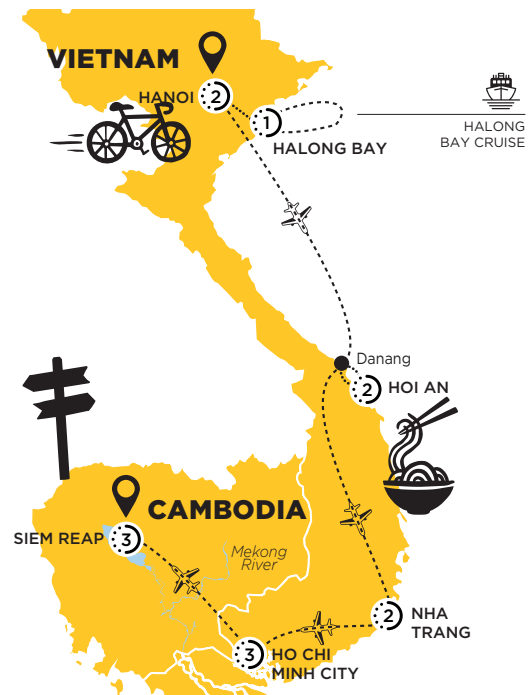 VIETNAM
HANOI
2
1
HALONG BAY
HALONG
BAY CRUISE
Danang
2
HOI AN
CAMBODIA
SIEM REAP
3
Mekong
River
2
NHA
TRANG
3
HO CHI
MINH CITY